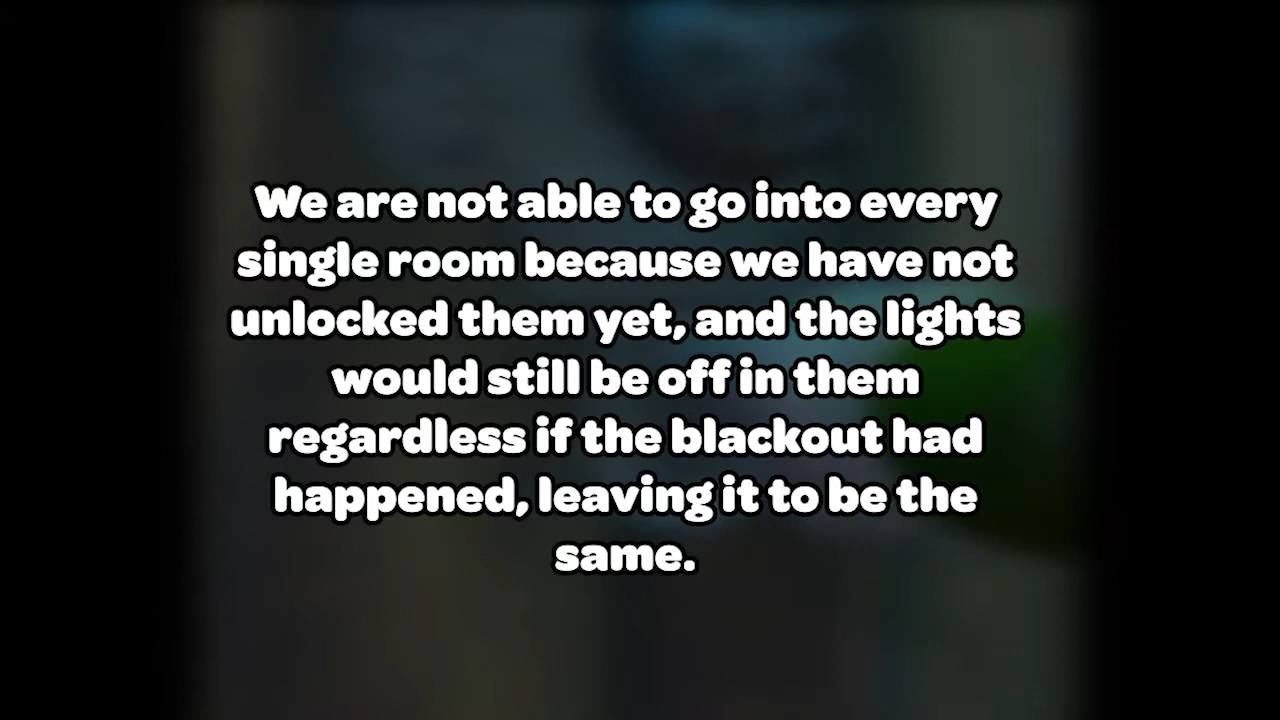 We are not able to go into every
single room because we have not
unlocked them yet, and the lights
would still be off in them
regardless if the blackout had
happened, leaving it to be the
same.